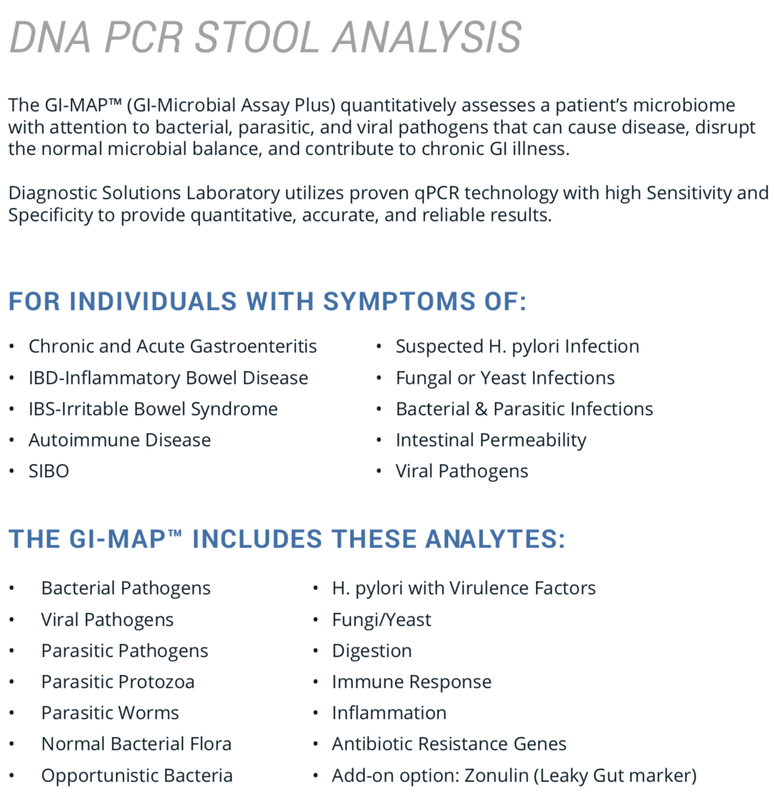 DNA PCR STOOL ANALYSIS
The GI-MAP™ (GI-Microbial Assay Plus) quantitatively assesses a patient’s microbiome
with attention to bacterial, parasitic, and viral pathogens that can cause disease, disrupt
the normal microbial balance, and contribute to chronic GI illness.
Diagnostic Solutions Laboratory utilizes proven qPCR technology with high Sensitivity and
Specificity to provide quantitative, accurate, and reliable results.
FOR INDIVIDUALS WITH SYMPTOMS OF:
• Chronic and Acute Gastroenteritis
• IBD-Inflammatory Bowel Disease
• IBS-Irritable Bowel Syndrome
• Autoimmune Disease
• SIBO
• Suspected H. pylori Infection
• Fungal or Yeast Infections
• Bacterial & Parasitic Infections
• Intestinal Permeability
• Viral Pathogens
THE GI-MAP™ INCLUDES THESE ANALYTES:
• Bacterial Pathogens
• Viral Pathogens
• Parasitic Pathogens
• Parasitic Protozoa
• Parasitic Worms
• Normal Bacterial Flora
• Opportunistic Bacteria
• H. pylori with Virulence Factors
• Fungi/Yeast
• Digestion
• Immune Response
• Inflammation
• Antibiotic Resistance Genes
• Add-on option: Zonulin (Leaky Gut marker)